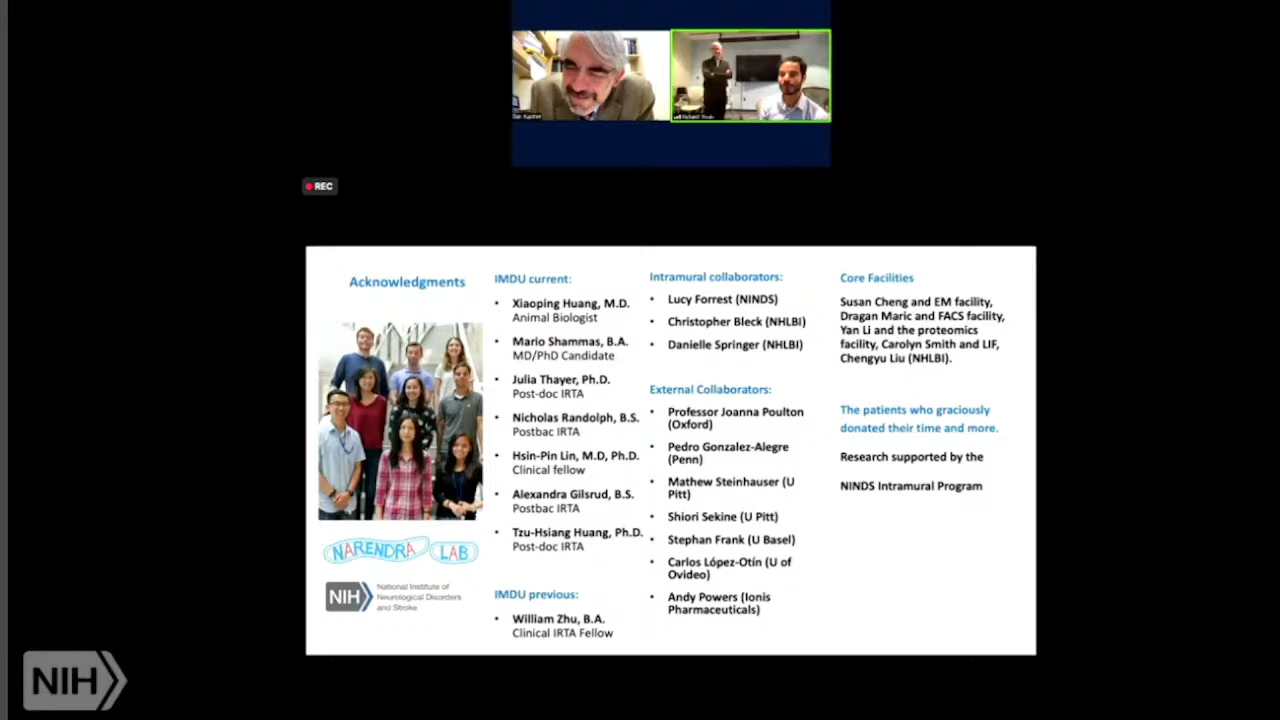 Dan Kastner
Richard Youle
REC
Acknowledgments
NARENDRA LAB
NIH
National Institute of
Neurological Disorders
and Stroke
IMDU current:
• Xiaoping Huang, M.D.
Animal Biologist
• Mario Shammas, B.A.
MD/PhD Candidate
• Julia Thayer, Ph.D.
Post-doc IRTA
• Nicholas Randolph, B.S.
Postbac IRTA
• Hsin-Pin Lin, M.D, Ph.D.
Clinical fellow
• Alexandra Gilsrud, B.S.
Postbac IRTA
• Tzu-Hsiang Huang, Ph.D.
Post-doc IRTA
IMDU previous:
• William Zhu, B.A.
Clinical IRTA Fellow
Intramural collaborators:
• Lucy Forrest (NINDS)
• Christopher Bleck (NHLBI)
• Danielle Springer (NHLBI)
External Collaborators:
• Professor Joanna Poulton
(Oxford)
• Pedro Gonzalez-Alegre
(Penn)
• Mathew Steinhauser (U
Pitt)
• Shiori Sekine (U Pitt)
• Stephan Frank (U Basel)
• Carlos López-Otín (U of
Ovideo)
• Andy Powers (Ionis
Pharmaceuticals)
Core Facilities
Susan Cheng and EM facility,
Dragan Maric and FACS facility,
Yan Li and the proteomics
facility, Carolyn Smith and LIF,
Chengyu Liu (NHLBI).
The patients who graciously
donated their time and more.
Research supported by the
NINDS Intramural Program
NIH